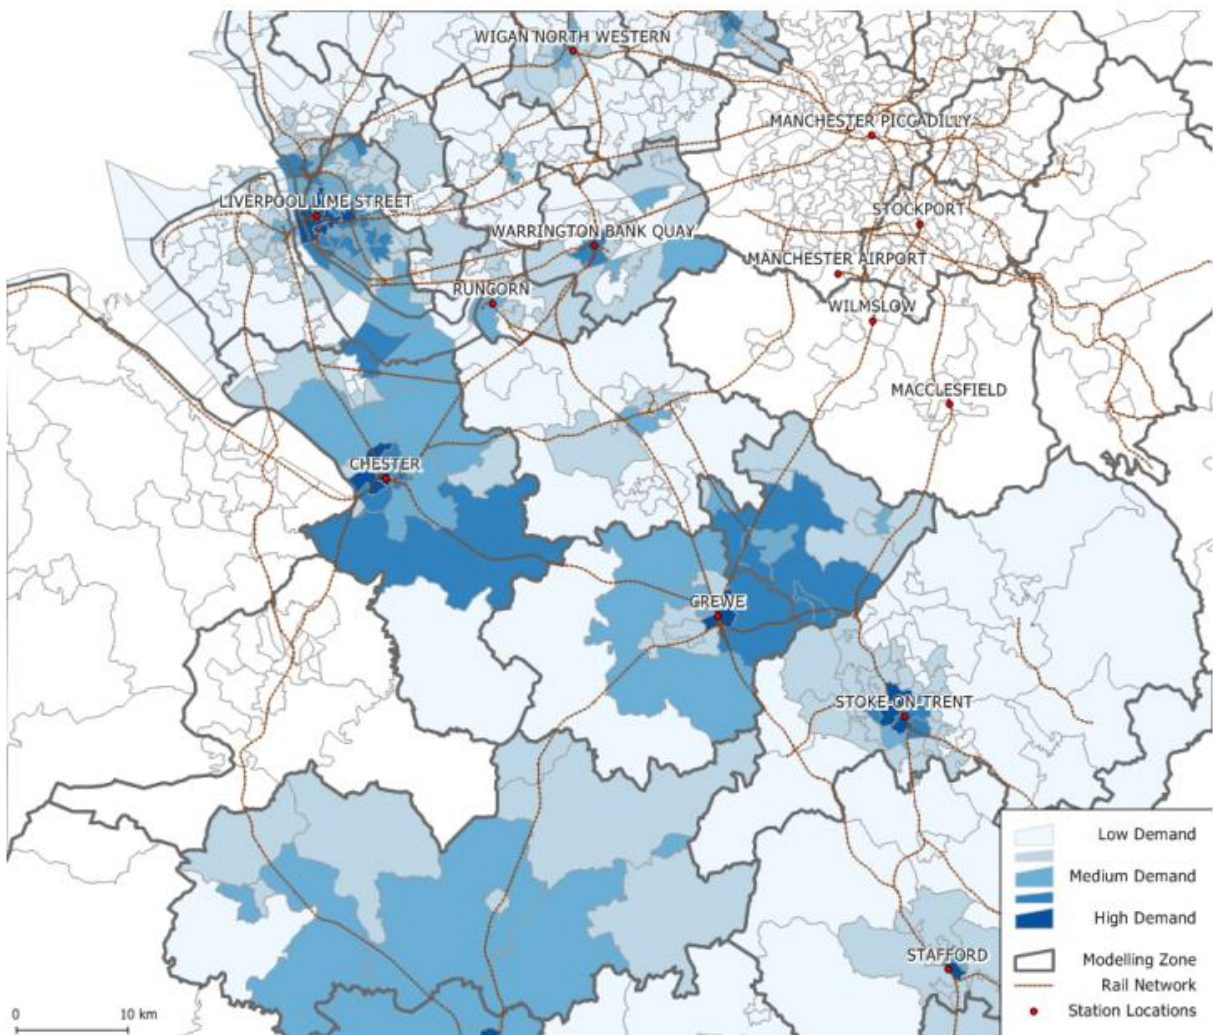 WIGAN NORTH WESTERN
MANCHESTER PICCADILLY
LIVERPOOL LIME STREET
STOCKPORT
WARRINGTON BANK QUAY
MANCHESTER AIRPORT
RUNCORN
WILMSLOW
MACCLESFIELD
CHESTER
CREWE
STOKE-ON-TRENT
STAFFORD
Low Demand
Medium Demand
High Demand
Modelling Zone
Rail Network
Station Locations
0 10 km